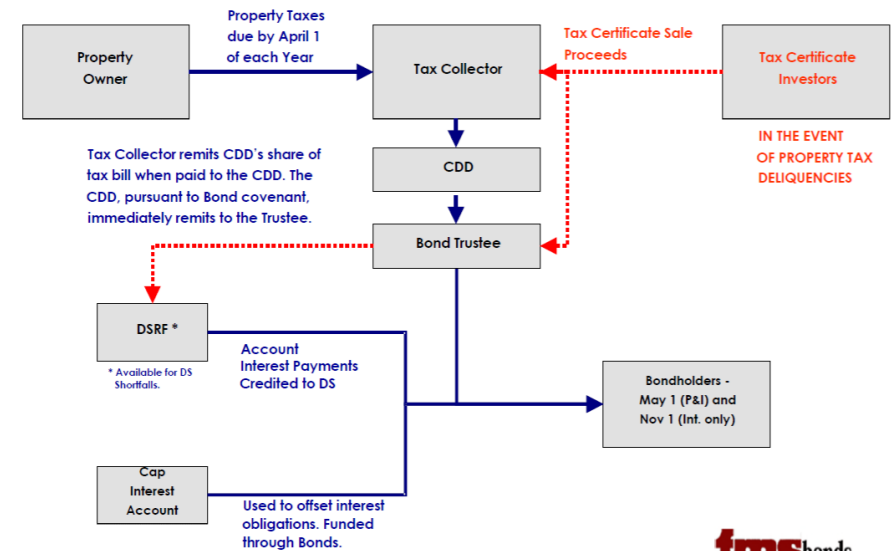 Property Taxes
due by April 1
of each Year
Property
Owner
Tax Collector
Tax Certificate Sale
Proceeds
Tax Certificate
Investors
IN THE EVENT
OF PROPERTY TAX
DELIQUENCIES
Tax Collector remits CDD's share of
tax bill when paid to the CDD. The
CDD, pursuant to Bond covenant,
immediately remits to the Trustee.
CDD
Bond Trustee
DSRF *
* Available for DS
Shortfalls.
Account
Interest Payments
Credited to DS
Bondholders -
May 1 (P&I) and
Nov 1 (Int. only)
Cap
Interest
Account
Used to offset interest
obligations. Funded
through Bonds.
bonds